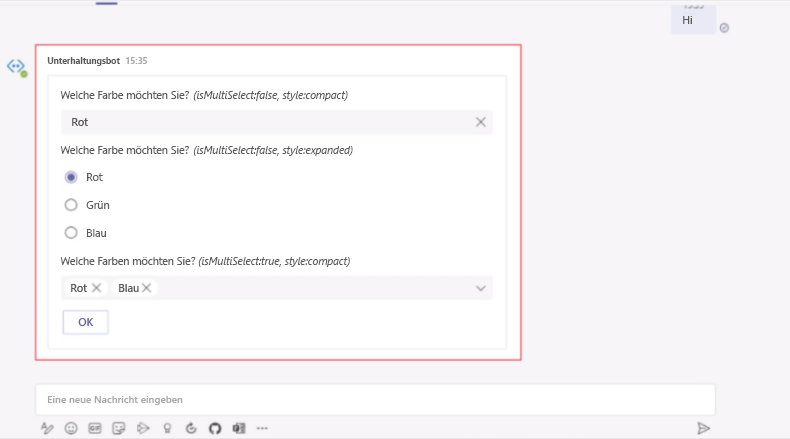 15:35
Hi
Unterhaltungsbot 15:35
Welche Farbe möchten Sie? (isMultiSelect:false, style:compact)
Rot
Welche Farbe möchten Sie? (isMultiSelect:false, style:expanded)
Rot
Grün
Blau
Welche Farben möchten Sie? (isMultiSelect:true, style:compact)
Rot Blau
OK
Eine neue Nachricht eingeben